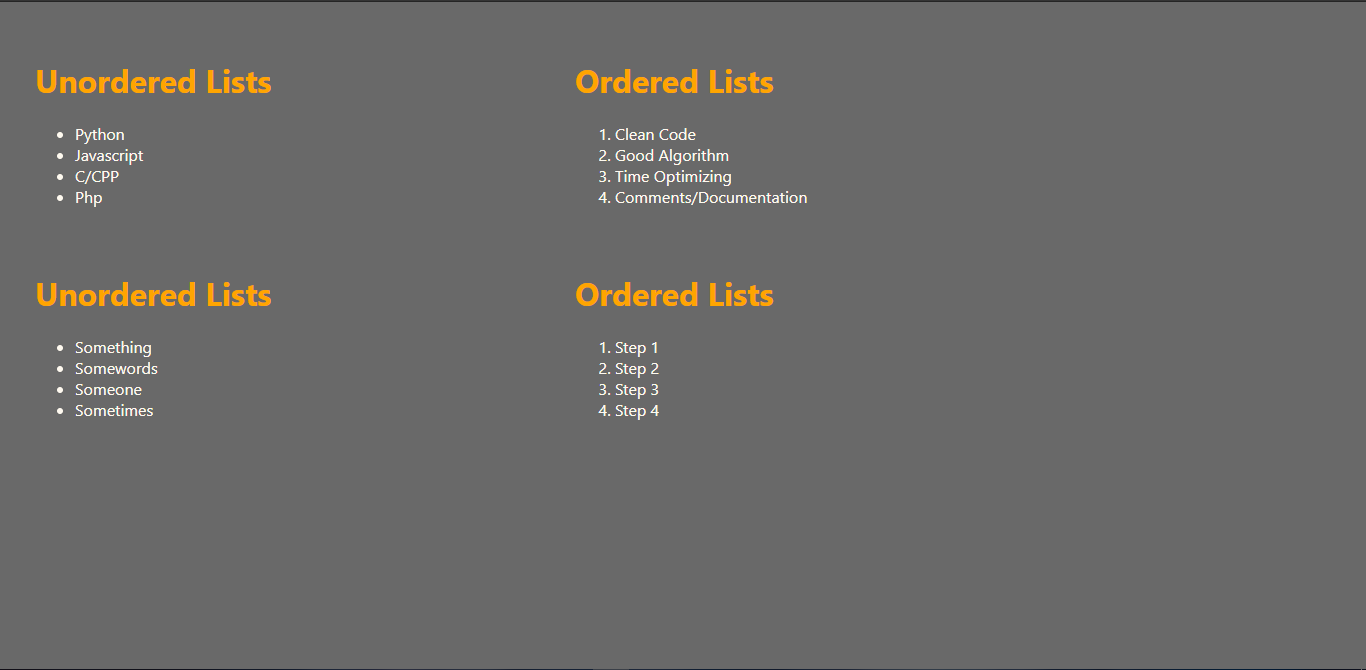 Unordered Lists
• Python
• Javascript
• C/CPP
• Php
Ordered Lists
1. Clean Code
2. Good Algorithm
3. Time Optimizing
4. Comments/Documentation
Unordered Lists
• Something
• Somewords
• Someone
• Sometimes
Ordered Lists
1. Step 1
2. Step 2
3. Step 3
4. Step 4